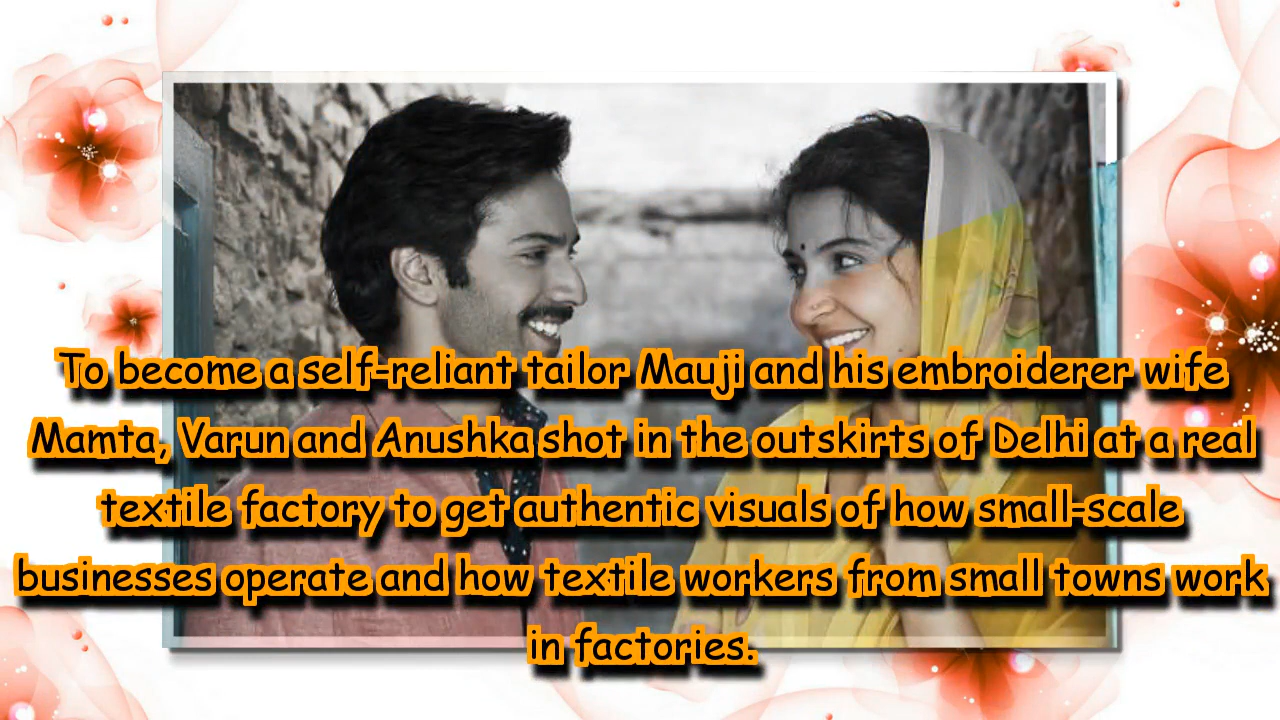 To become a self-reliant tailor Mauji and his embroiderer wife
Mamta, Varun and Anushka shot in the outskirts of Delhi at a real
textile factory to get authentic visuals of how small-scale
businesses operate and how textile workers from small towns work
in factories.